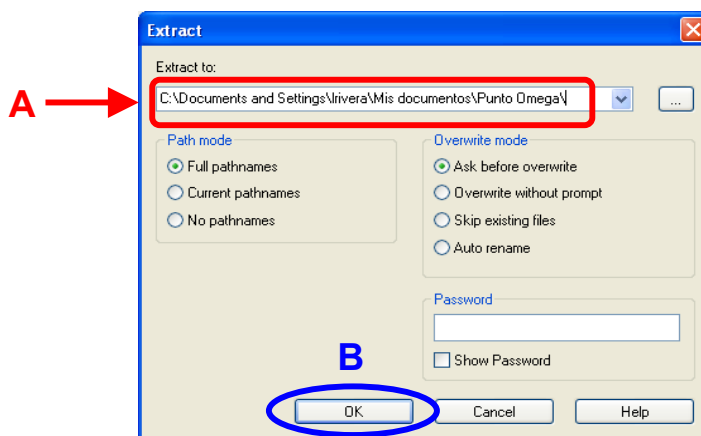 Extract
Extract to:
A
C:\Documents and Settings\lrivera\Mis documentos\Punto Omega\
...
Path mode
Full pathnames
Current pathnames
No pathnames
Overwrite mode
Ask before overwrite
Overwrite without prompt
Skip existing files
Auto rename
Password
Show Password
B
OK
Cancel
Help